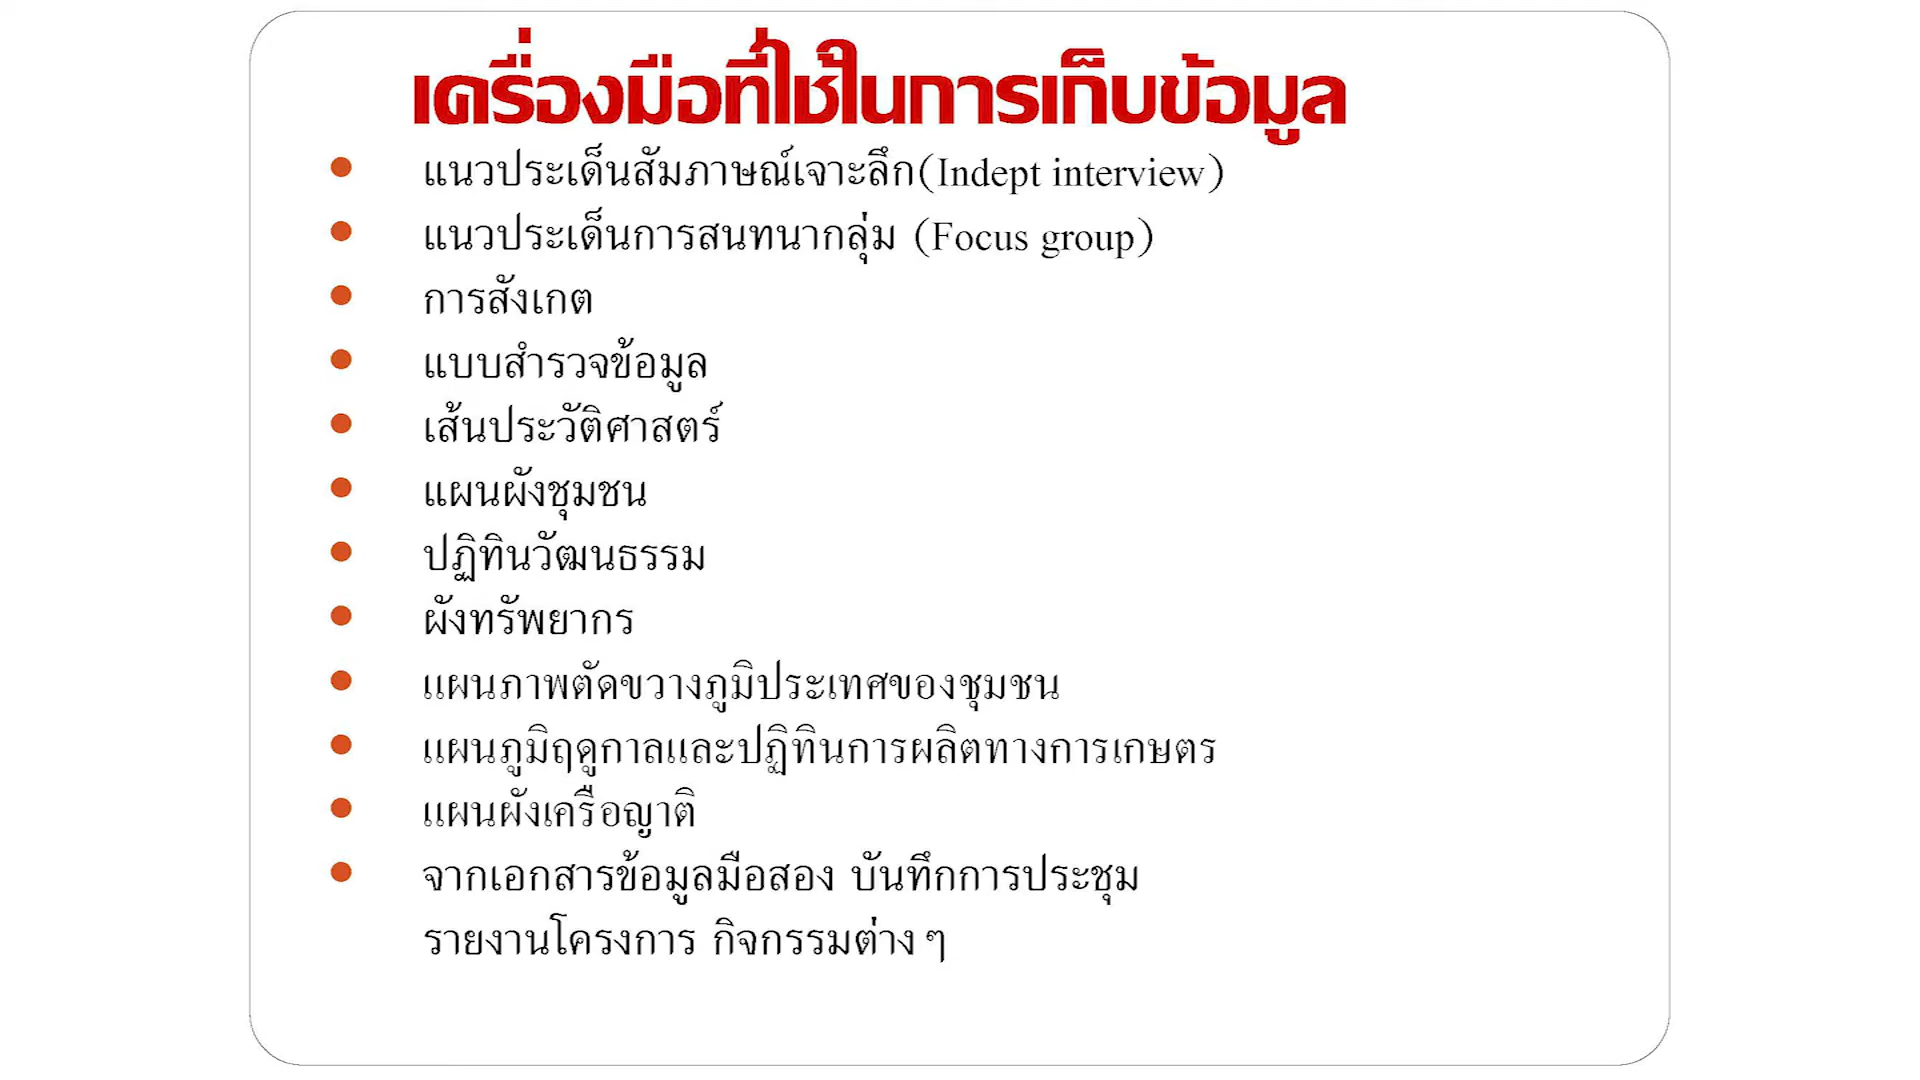 เครื่องมือที่ใช้ในการเก็บข้อมูล
แนวประเด็นสัมภาษณ์เจาะลึก(Indept interview)
แนวประเด็นการสนทนากลุ่ม (Focus group)
การสังเกต
แบบสำรวจข้อมูล
เส้นประวัติศาสตร์
แผนผังชุมชน
ปฏิทินวัฒนธรรม
ผังทรัพยากร
แผนภาพตัดขวางภูมิประเทศของชุมชน
แผนภูมิฤดูกาลและปฏิทินการผลิตทางการเกษตร
แผนผังเครือญาติ
จากเอกสารข้อมูลมือสอง บันทึกการประชุม
รายงานโครงการ กิจกรรมต่าง ๆ